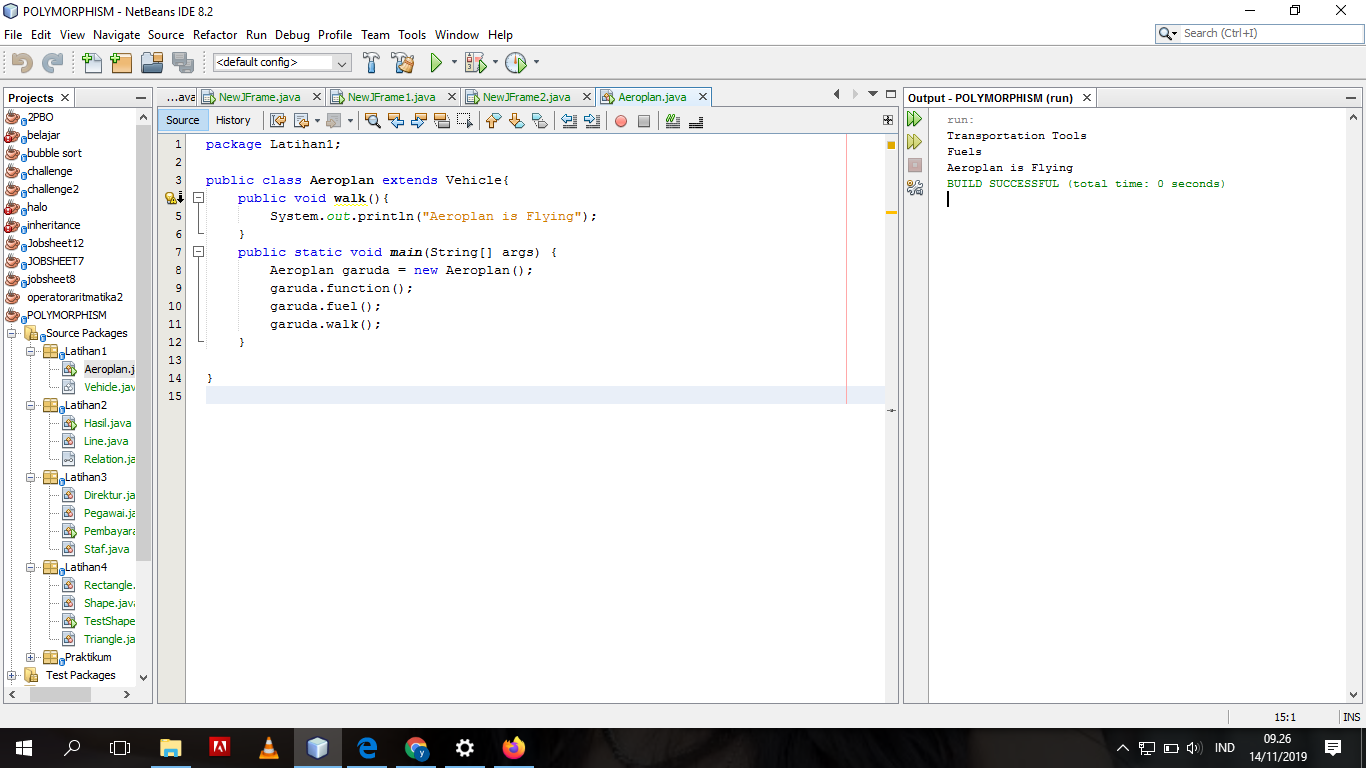 POLYMORPHISM - NetBeans IDE 8.2
File Edit View Navigate Source Refactor Run Debug Profile Team Tools Window Help
Search (Ctrl+I)
<default config>
Projects
2PBO
belajar
bubble sort
challenge
challenge2
halo
inheritance
Jobsheet12
JOBSHEET7
jobsheet8
operatoraritmatika2
POLYMORPHISM
Source Packages
Latihan1
Aeroplan.j
Vehicle.jav
Latihan2
Hasil.java
Line.java
Relation.ja
Latihan3
Direktur.ja
Pegawai.ja
Pembayara
Staf.java
Latihan4
Rectangle.
Shape.java
TestShape
Triangle.ja
Praktikum
Test Packages
...ava NewJFrame.java NewJFrame1.java NewJFrame2.java Aeroplan.java
Source History
1 package Latihan1;
2
3 public class Aeroplan extends Vehicle{
public void walk(){
5 System.out.println("Aeroplan is Flying");
6 }
7 public static void main(String[] args) {
8 Aeroplan garuda = new Aeroplan();
9 garuda.function();
10 garuda.fuel();
11 garuda.walk();
12 }
13
14 }
15
Output - POLYMORPHISM (run)
run:
Transportation Tools
Fuels
Aeroplan is Flying
BUILD SUCCESSFUL (total time: 0 seconds)
15:1 INS
IND
09.26
14/11/2019